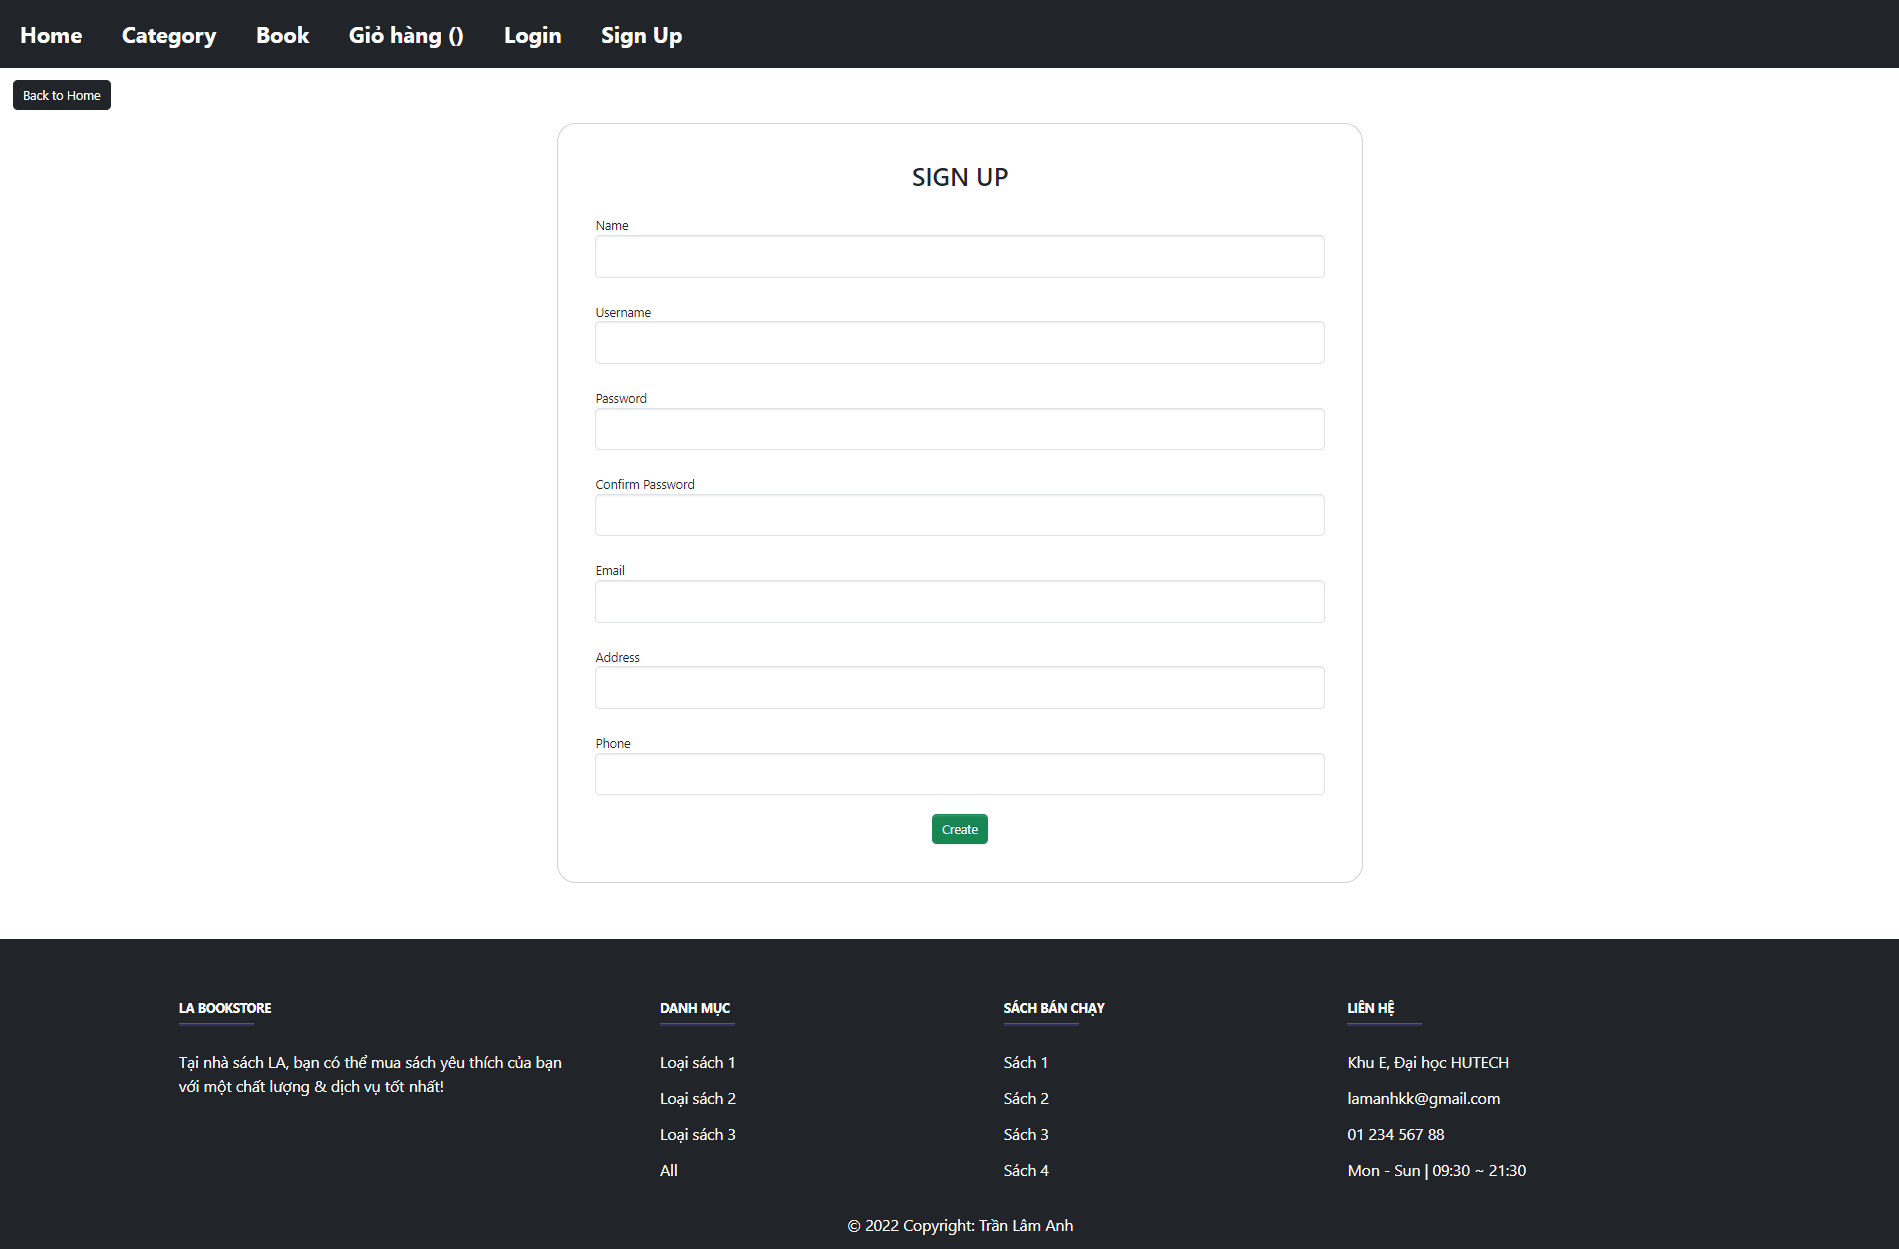 Home Category Book Giỏ hàng () Login Sign Up
Back to Home
SIGN UP
Name
Username
Password
Confirm Password
Email
Address
Phone
Create
LA BOOKSTORE
Tại nhà sách LA, bạn có thể mua sách yêu thích của bạn
với một chất lượng & dịch vụ tốt nhất!
DANH MỤC
Loại sách 1
Loại sách 2
Loại sách 3
All
SÁCH BÁN CHẠY
Sách 1
Sách 2
Sách 3
Sách 4
LIÊN HỆ
Khu E, Đại học HUTECH
lamanhkk@gmail.com
01 234 567 88
Mon - Sun | 09:30 ~ 21:30
© 2022 Copyright: Trần Lâm Anh